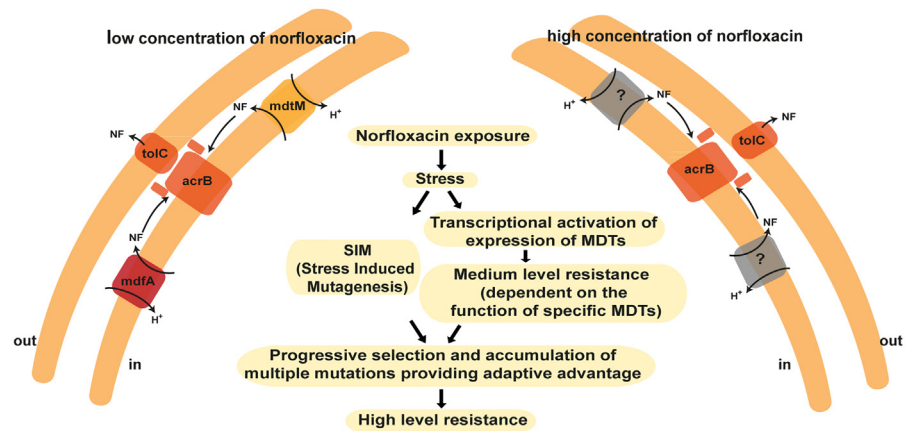 low concentration of norfloxacin
high concentration of norfloxacin
NF
mdtM
H+
NF
tolC
acrB
NF
mdfA
H+
out
in
Norfloxacin exposure
Stress
SIM
(Stress Induced
Mutagenesis)
Transcriptional activation of
expression of MDTs
Medium level resistance
(dependent on the
function of specific MDTs)
Progressive selection and accumulation of
multiple mutations providing adaptive advantage
High level resistance
?
NF
H+
NF
tolC
acrB
NF
?
H+
in
out